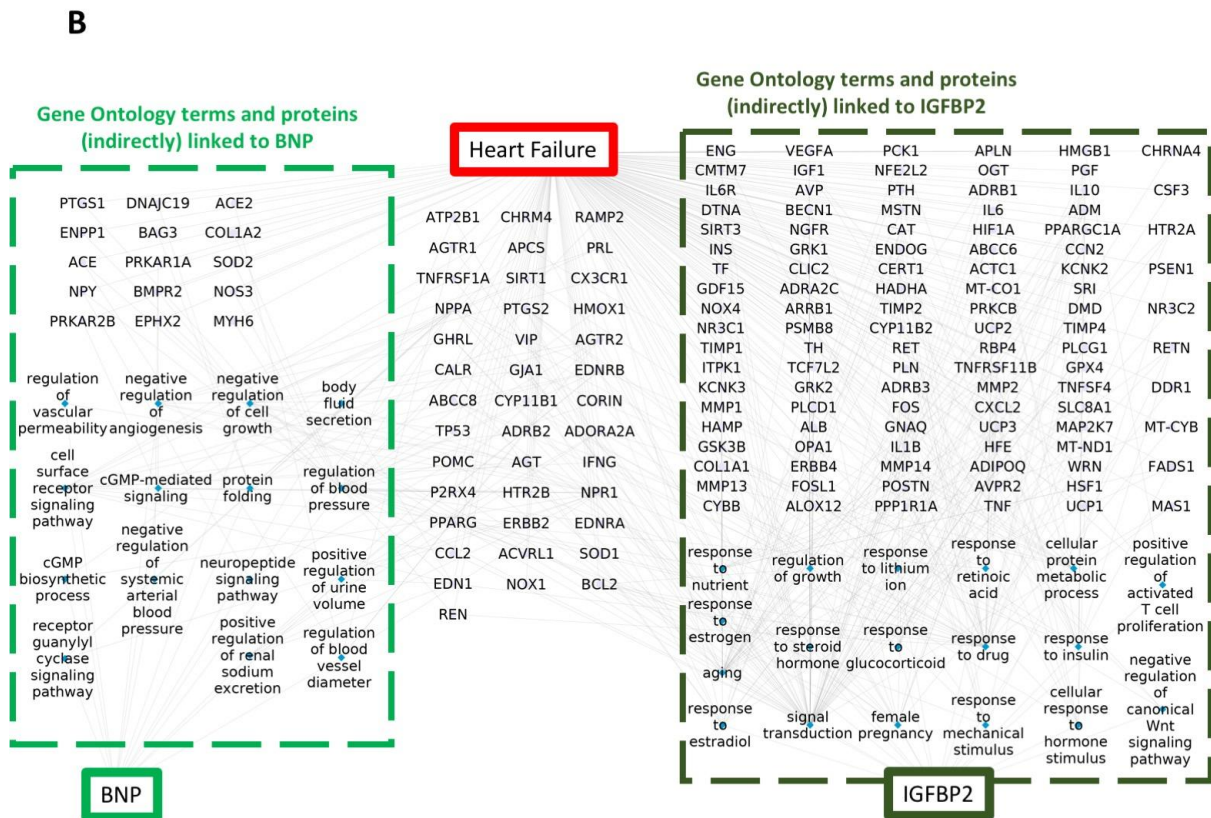 B
Gene Ontology terms and proteins
(indirectly) linked to BNP
PTGS1 DNAJC19 ACE2
ENPP1 BAG3 COL1A2
ACE PRKAR1A SOD2
NPY BMPR2 NOS3
PRKAR2B EPHX2 MYH6
regulation
of
vascular
permeability
negative
regulation
of
angiogenesis
negative
regulation
of cell
growth
body
fluid
secretion
cell
surface
receptor
signaling
pathway
cGMP-mediated
signaling
protein
folding
regulation
of blood
pressure
cGMP
biosynthetic
process
negative
regulation
of
systemic
arterial
blood
pressure
neuropeptide
signaling
pathway
positive
regulation
of urine
volume
receptor
guanylyl
cyclase
signaling
pathway
positive
regulation
of renal
sodium
excretion
regulation
of blood
vessel
diameter
BNP
Heart Failure
ATP2B1 CHRM4 RAMP2
AGTR1 APCS PRL
TNFRSF1A SIRT1 CX3CR1
NPPA PTGS2 HMOX1
GHRL VIP AGTR2
CALR GJA1 EDNRB
ABCC8 CYP11B1 CORIN
TP53 ADRB2 ADORA2A
POMC AGT IFNG
P2RX4 HTR2B NPR1
PPARG ERBB2 EDNRA
CCL2 ACVRL1 SOD1
EDN1 NOX1 BCL2
REN
Gene Ontology terms and proteins
(indirectly) linked to IGFBP2
ENG VEGFA PCK1 APLN HMGB1 CHRNA4
CMTM7 IGF1 NFE2L2 OGT PGF
IL6R AVP PTH ADRB1 IL10 CSF3
DTNA BECN1 MSTN IL6 ADM
SIRT3 NGFR CAT HIF1A PPARGC1A HTR2A
INS GRK1 ENDOG ABCC6 CCN2
TF CLIC2 CERT1 ACTC1 KCNK2 PSEN1
GDF15 ADRA2C HADHA MT-CO1 SRI
NOX4 ARRB1 TIMP2 PRKCB DMD NR3C2
NR3C1 PSMB8 CYP11B2 UCP2 TIMP4
TIMP1 TH RET RBP4 PLCG1 RETN
ITPK1 TCF7L2 PLN TNFRSF11B GPX4
KCNK3 GRK2 ADRB3 MMP2 TNFSF4 DDR1
MMP1 PLCD1 FOS CXCL2 SLC8A1
HAMP ALB GNAQ UCP3 MAP2K7 MT-CYB
GSK3B OPA1 IL1B HFE MT-ND1
COL1A1 ERBB4 MMP14 ADIPOQ WRN FADS1
MMP13 FOSL1 POSTN AVPR2 HSF1
CYBB ALOX12 PPP1R1A TNF UCP1 MAS1
response
to
nutrient
regulation
of growth
response
to lithium
ion
response
to
retinoic
acid
cellular
protein
metabolic
process
positive
regulation
of
activated
T cell
proliferation
response
to
estrogen
aging
response
to steroid
hormone
response
to
glucocorticoid
response
to drug
response
to insulin
negative
regulation
of
canonical
Wnt
signaling
pathway
response
to
estradiol
signal
transduction
female
pregnancy
response
to
mechanical
stimulus
cellular
response
to
hormone
stimulus
IGFBP2